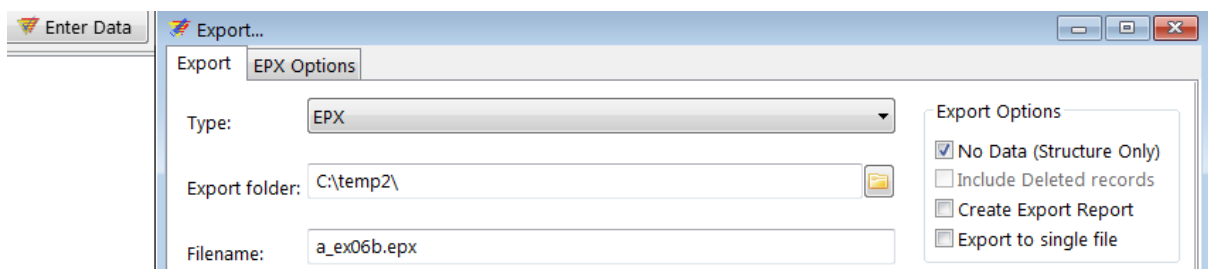 Enter Data
Export...
Export
EPX Options
Type:
EPX
Export folder:
C:\temp2\
Filename:
a_ex06b.epx
Export Options
No Data (Structure Only)
Include Deleted records
Create Export Report
Export to single file